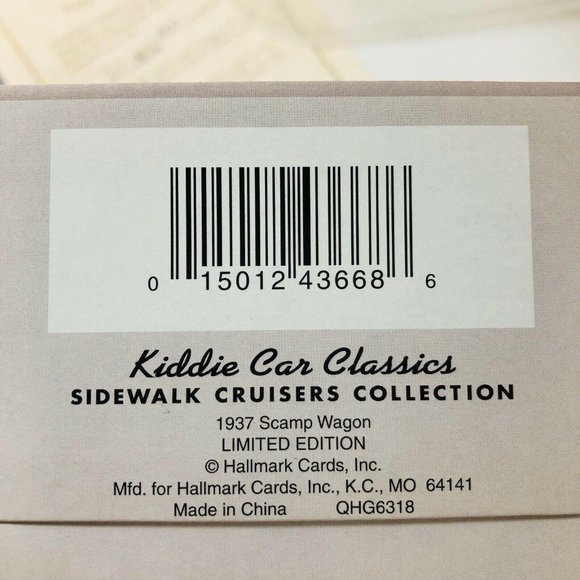 0 15012 43668 6
Kiddie Car Classics
SIDEWALK CRUISERS COLLECTION
1937 Scamp Wagon
LIMITED EDITION
© Hallmark Cards, Inc.
Mfd. for Hallmark Cards, Inc., K.C., MO 64141
Made in China QHG6318